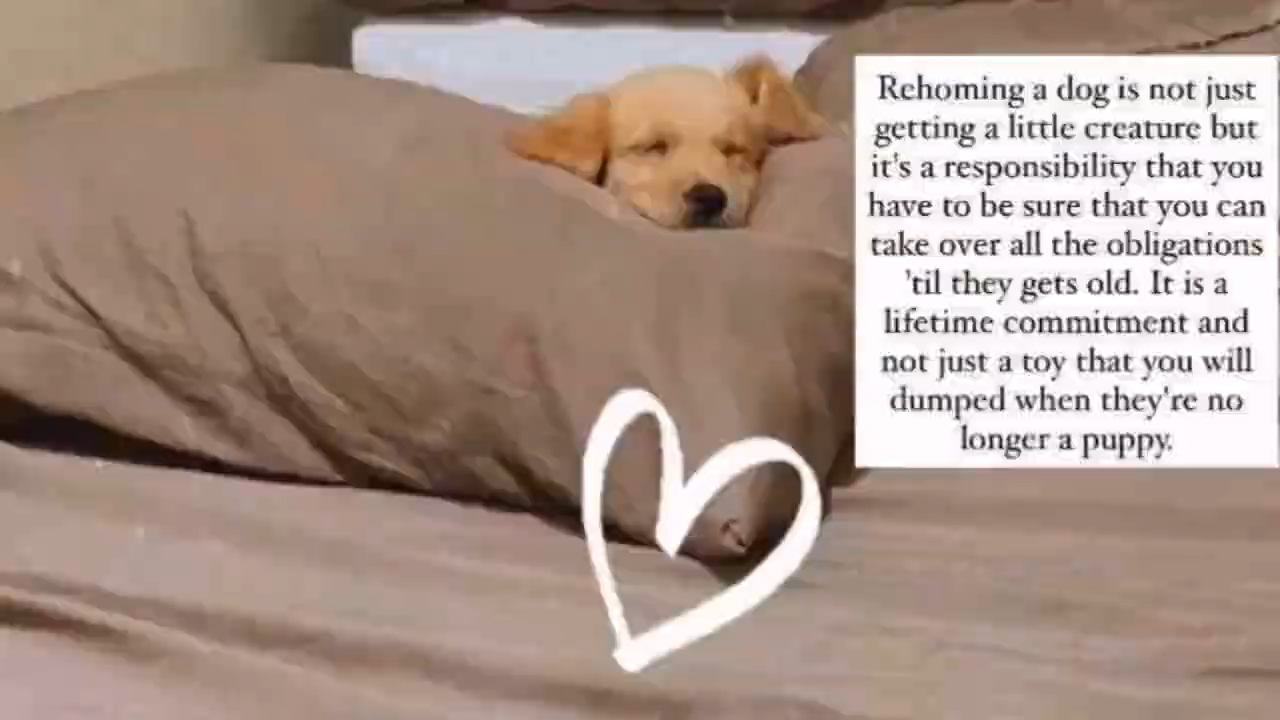 Rehoming a dog is not just
getting a little creature but
it's a responsibility that you
have to be sure that you can
take over all the obligations
'til they gets old. It is a
lifetime commitment and
not just a toy that you will
dumped when they're no
longer a puppy.